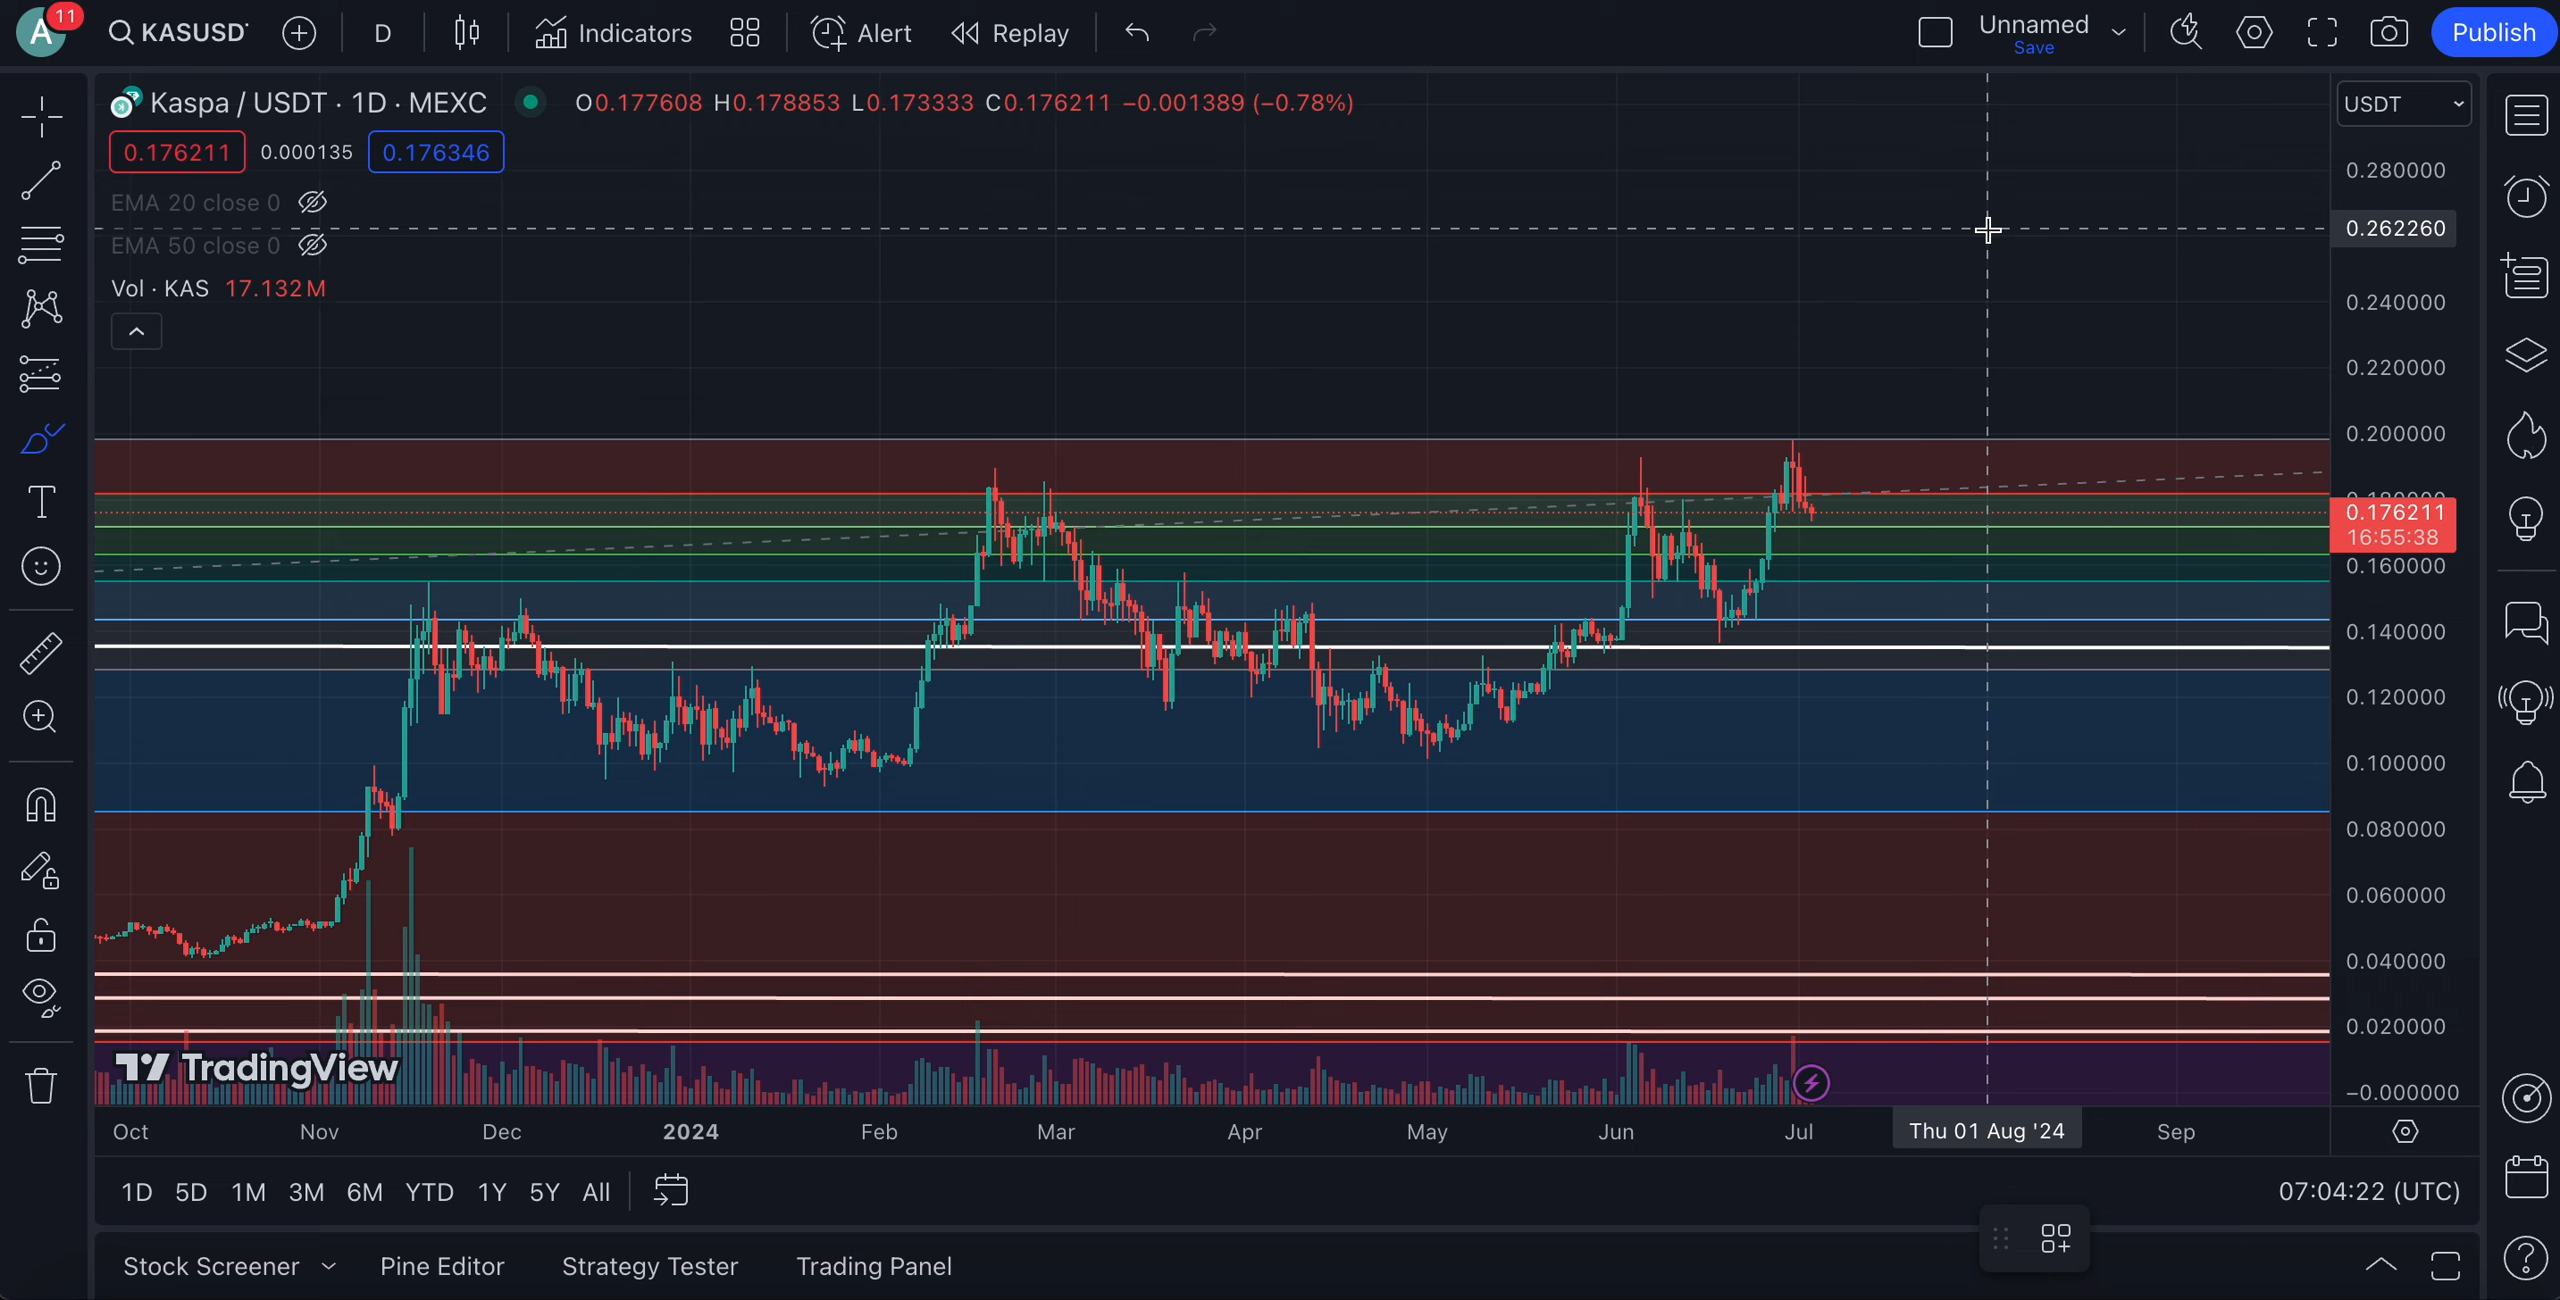 A
11
KASUSD
D
Indicators
Alert
Replay
Unnamed
Save
Publish
Kaspa / USDT · 1D · MEXC
O0.177608 H0.178853 L0.173333 C0.176211 −0.001389 (−0.78%)
0.176211
0.000135
0.176346
EMA 20 close 0
EMA 50 close 0
Vol · KAS 17.132M
USDT
0.280000
0.262260
0.240000
0.220000
0.200000
0.180000
0.176211
16:55:38
0.160000
0.140000
0.120000
0.100000
0.080000
0.060000
0.040000
0.020000
−0.000000
TradingView
Oct
Nov
Dec
2024
Feb
Mar
Apr
May
Jun
Jul
Thu 01 Aug '24
Sep
1D
5D
1M
3M
6M
YTD
1Y
5Y
All
07:04:22 (UTC)
Stock Screener
Pine Editor
Strategy Tester
Trading Panel